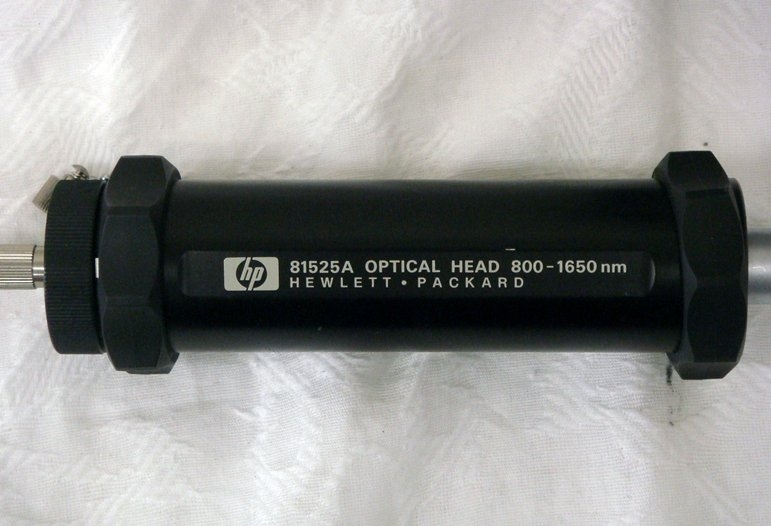 hp 81525A OPTICAL HEAD 800-1650 nm
HEWLETT • PACKARD